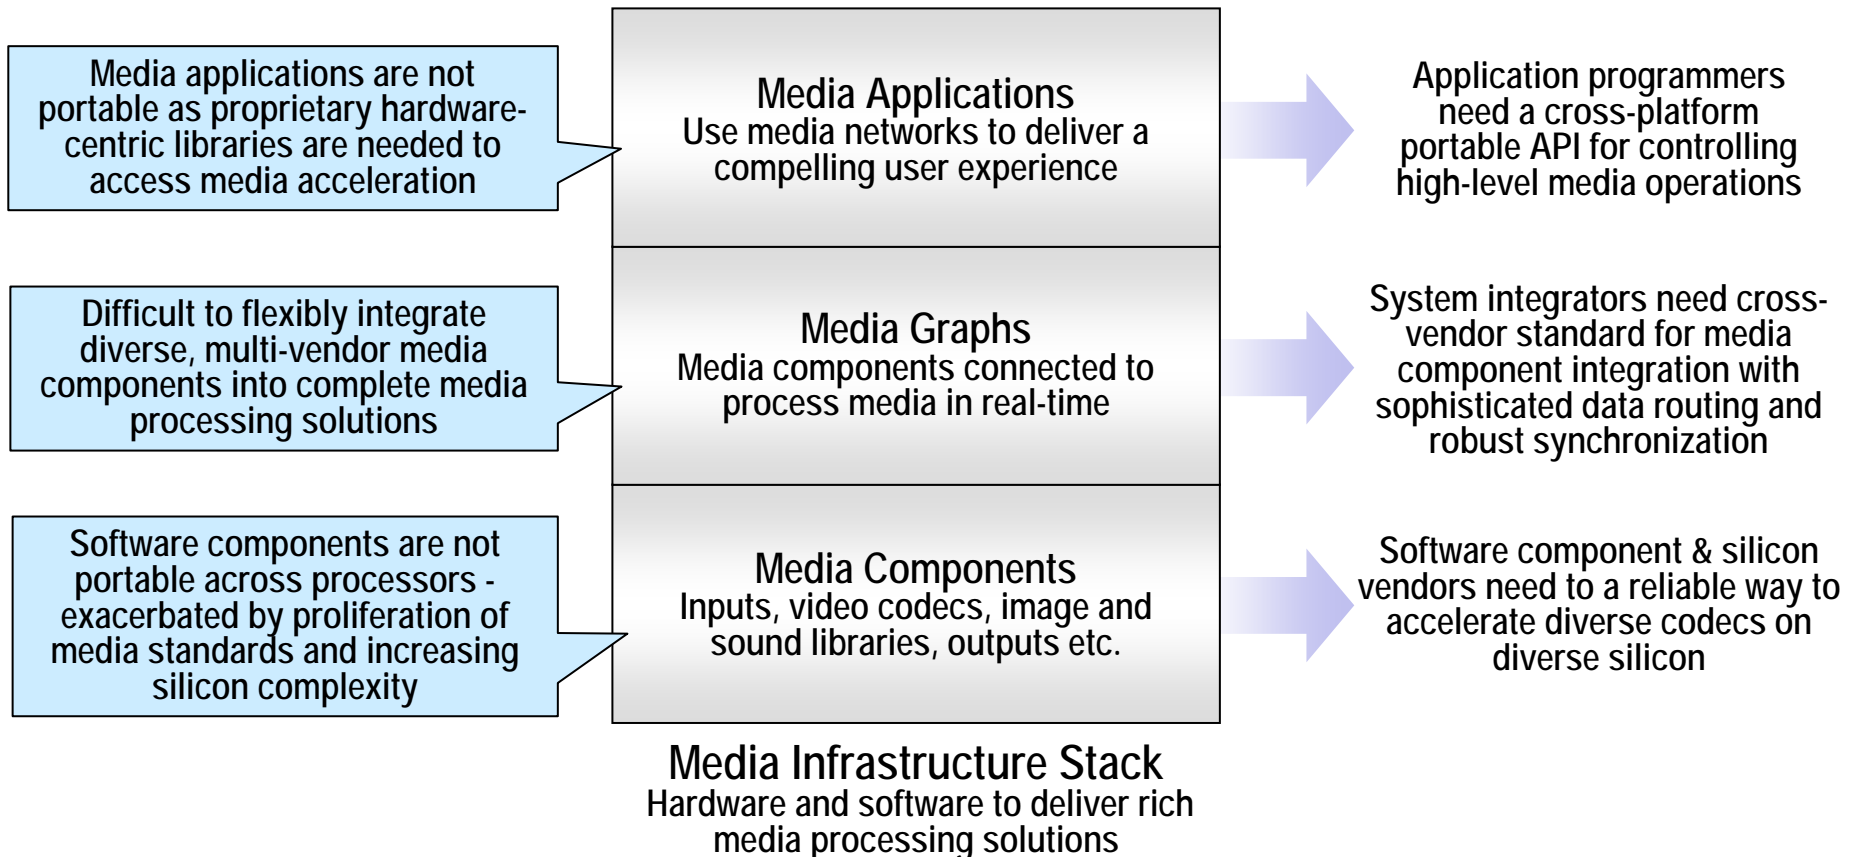 Media applications are not
portable as proprietary hardware-
centric libraries are needed to
access media acceleration
Media Applications
Use media networks to deliver a
compelling user experience
Application programmers
need a cross-platform
portable API for controlling
high-level media operations
Difficult to flexibly integrate
diverse, multi-vendor media
components into complete media
processing solutions
Media Graphs
Media components connected to
process media in real-time
System integrators need cross-
vendor standard for media
component integration with
sophisticated data routing and
robust synchronization
Software components are not
portable across processors -
exacerbated by proliferation of
media standards and increasing
silicon complexity
Media Components
Inputs, video codecs, image and
sound libraries, outputs etc.
Software component & silicon
vendors need to a reliable way to
accelerate diverse codecs on
diverse silicon
Media Infrastructure Stack
Hardware and software to deliver rich
media processing solutions